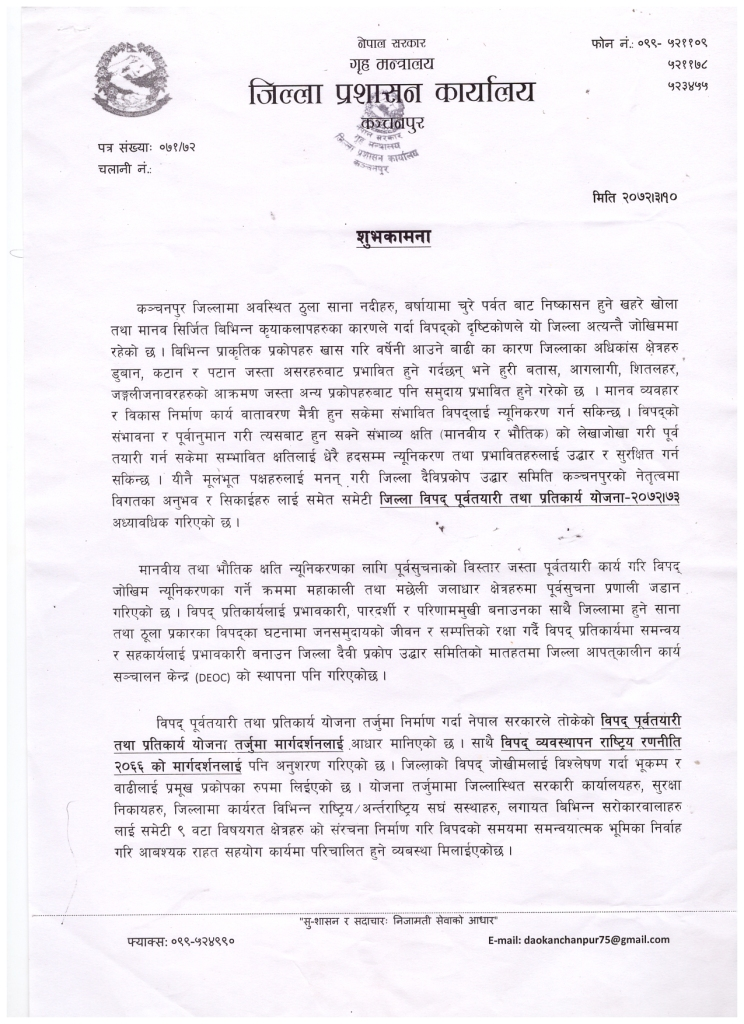 नेपाल सरकार
गृह मन्त्रालय
जिल्ला प्रशासन कार्यालय
कञ्चनपुर
फोन नं.: ०९९- ५२११०९
५२११७८
५२३४५५
नेपाल सरकार
गृह मन्त्रालय
जिल्ला प्रशासन कार्यालय
कञ्चनपुर
पत्र संख्याः ०७१/७२
चलानी नं.:
मिति २०७२।३।१०
शुभकामना
कञ्चनपुर जिल्लामा अवस्थित ठुला साना नदीहरु, बर्षायामा चुरे पर्वत बाट निष्कासन हुने खहरे खोला
तथा मानव सिर्जित बिभिन्न कृयाकलापहरुका कारणले गर्दा विपद्को दृष्टिकोणले यो जिल्ला अत्यन्तै जोखिममा
रहेको छ । बिभिन्न प्राकृतिक प्रकोपहरु खास गरि वर्षेनी आउने बाढी का कारण जिल्लाका अधिकांस क्षेत्रहरु
डुबान, कटान र पटान जस्ता असरहरुबाट प्रभावित हुने गर्दछन् भने हुरी बतास, आगलागी, शितलहर,
जङ्गलीजनावरहरुको आक्रमण जस्ता अन्य प्रकोपहरुबाट पनि समुदाय प्रभावित हुने गरेको छ । मानव व्यवहार
र विकास निर्माण कार्य वातावरण मैत्री हुन सकेमा संभावित विपद्लाई न्यूनिकरण गर्न सकिन्छ । विपद्को
संभावना र पूर्वानुमान गरी त्यसबाट हुन सक्ने संभाव्य क्षति (मानवीय र भौतिक) को लेखाजोखा गरी पूर्व
तयारी गर्न सकेमा सम्भावित क्षतिलाई धेरै हदसम्म न्यूनिकरण तथा प्रभावितहरुलाई उद्धार र सुरक्षित गर्न
सकिन्छ । यीनै मूलभूत पक्षहरुलाई मनन् गरी जिल्ला दैविप्रकोप उद्धार समिति कञ्चनपुरको नेतृत्वमा
विगतका अनुभव र सिकाईहरु लाई समेत समेटी जिल्ला विपद् पूर्वतयारी तथा प्रतिकार्य योजना-२०७२।७३
अध्यावधिक गरिएको छ ।
मानवीय तथा भौतिक क्षति न्यूनिकरणका लागि पूर्वसुचनाको विस्तार जस्ता पूर्वतयारी कार्य गरि विपद्
जोखिम न्यूनिकरणका गर्ने क्रममा महाकाली तथा मछेली जलाधार क्षेत्रहरुमा पूर्वसुचना प्रणाली जडान
गरिएको छ । विपद् प्रतिकार्यलाई प्रभावकारी, पारदर्शी र परिणाममुखी बनाउनका साथै जिल्लामा हुने साना
तथा ठूला प्रकारका विपद्का घटनामा जनसमुदायको जीवन र सम्पत्तिको रक्षा गर्दै विपद् प्रतिकार्यमा समन्वय
र सहकार्यलाई प्रभावकारी बनाउन जिल्ला दैवी प्रकोप उद्धार समितिको मातहतमा जिल्ला आपत्कालीन कार्य
सञ्चालन केन्द्र (DEOC) को स्थापना पनि गरिएकोछ ।
विपद् पूर्वतयारी तथा प्रतिकार्य योजना तर्जुमा निर्माण गर्दा नेपाल सरकारले तोकेको विपद् पूर्वतयारी
तथा प्रतिकार्य योजना तर्जुमा मार्गदर्शनलाई आधार मानिएको छ । साथै विपद् व्यवस्थापन राष्ट्रिय रणनीति
२०६६ को मार्गदर्शनलाई पनि अनुशरण गरिएको छ । जिल्लाको विपद् जोखीमलाई विश्लेषण गर्दा भूकम्प र
वाढीलाई प्रमूख प्रकोपका रुपमा लिईएको छ । योजना तर्जुमामा जिल्लास्थित सरकारी कार्यालयहरु, सुरक्षा
निकायहरु, जिल्लामा कार्यरत विभिन्न राष्ट्रिय/अर्न्तराष्ट्रिय सघं सस्थाहरु, लगायत बिभिन्न सरोकारवालाहरु
लाई समेटी ९ वटा विषयगत क्षेत्रहरु को संरचना निर्माण गरि विपदको समयमा समन्वयात्मक भूमिका निर्वाह
गरि आबश्यक राहत सहयोग कार्यमा परिचालित हुने व्यबस्था मिलाईएकोछ ।
"सु-शासन र सदाचारः निजामती सेवाको आधार"
फ्याक्सः ०९९-५२४९९०
E-mail: daokanchanpur75@gmail.com